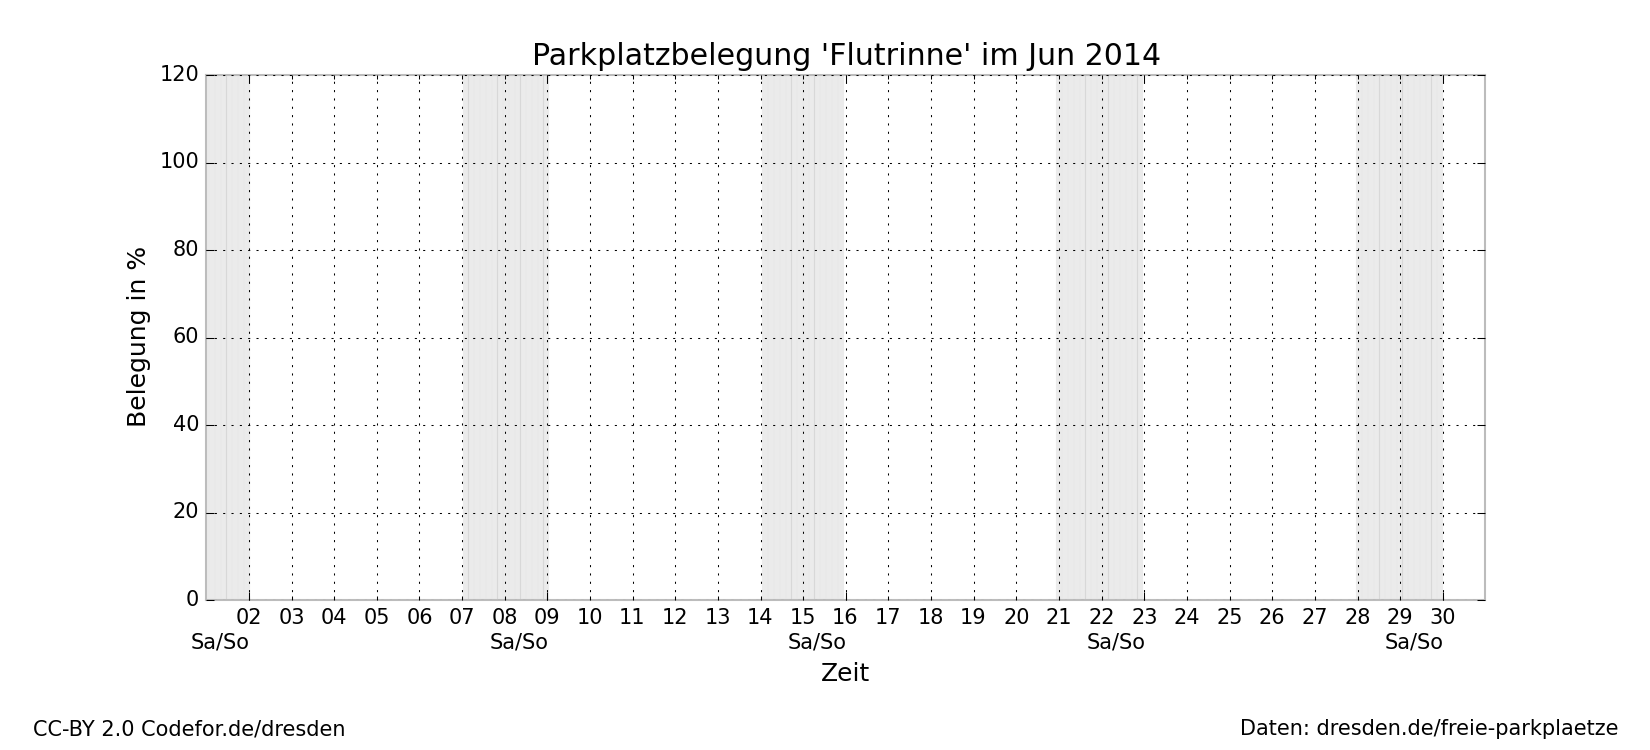 Parkplatzbelegung 'Flutrinne' im Jun 2014
120
100
80
60
40
20
0
Belegung in %
02 03 04 05 06 07 08 09 10 11 12 13 14 15 16 17 18 19 20 21 22 23 24 25 26 27 28 29 30
Sa/So Sa/So Sa/So Sa/So Sa/So
Zeit
CC-BY 2.0 Codefor.de/dresden
Daten: dresden.de/freie-parkplaetze